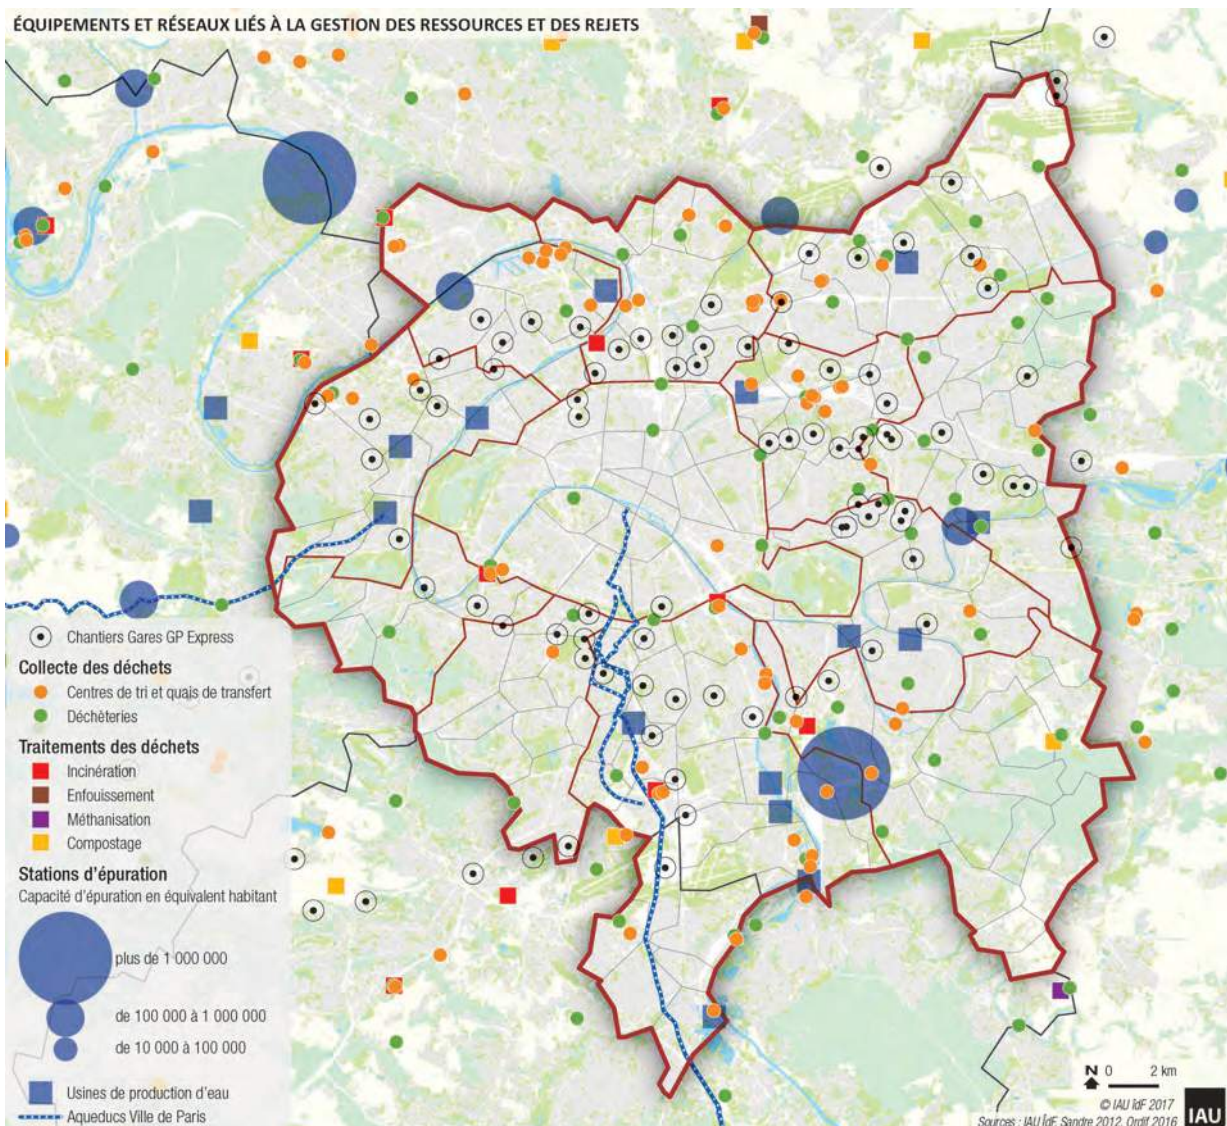 ÉQUIPEMENTS ET RÉSEAUX LIÉS À LA GESTION DES RESSOURCES ET DES REJETS
Chantiers Gares GP Express
Collecte des déchets
Centres de tri et quais de transfert
Déchèteries
Traitements des déchets
Incinération
Enfouissement
Méthanisation
Compostage
Stations d'épuration
Capacité d'épuration en équivalent habitant
plus de 1 000 000
de 100 000 à 1 000 000
de 10 000 à 100 000
Usines de production d'eau
Aqueducs Ville de Paris
N 0 2 km
© IAU îdF 2017
Sources : IAU ÎdF, Sandre 2012, Ordif 2016
IAU